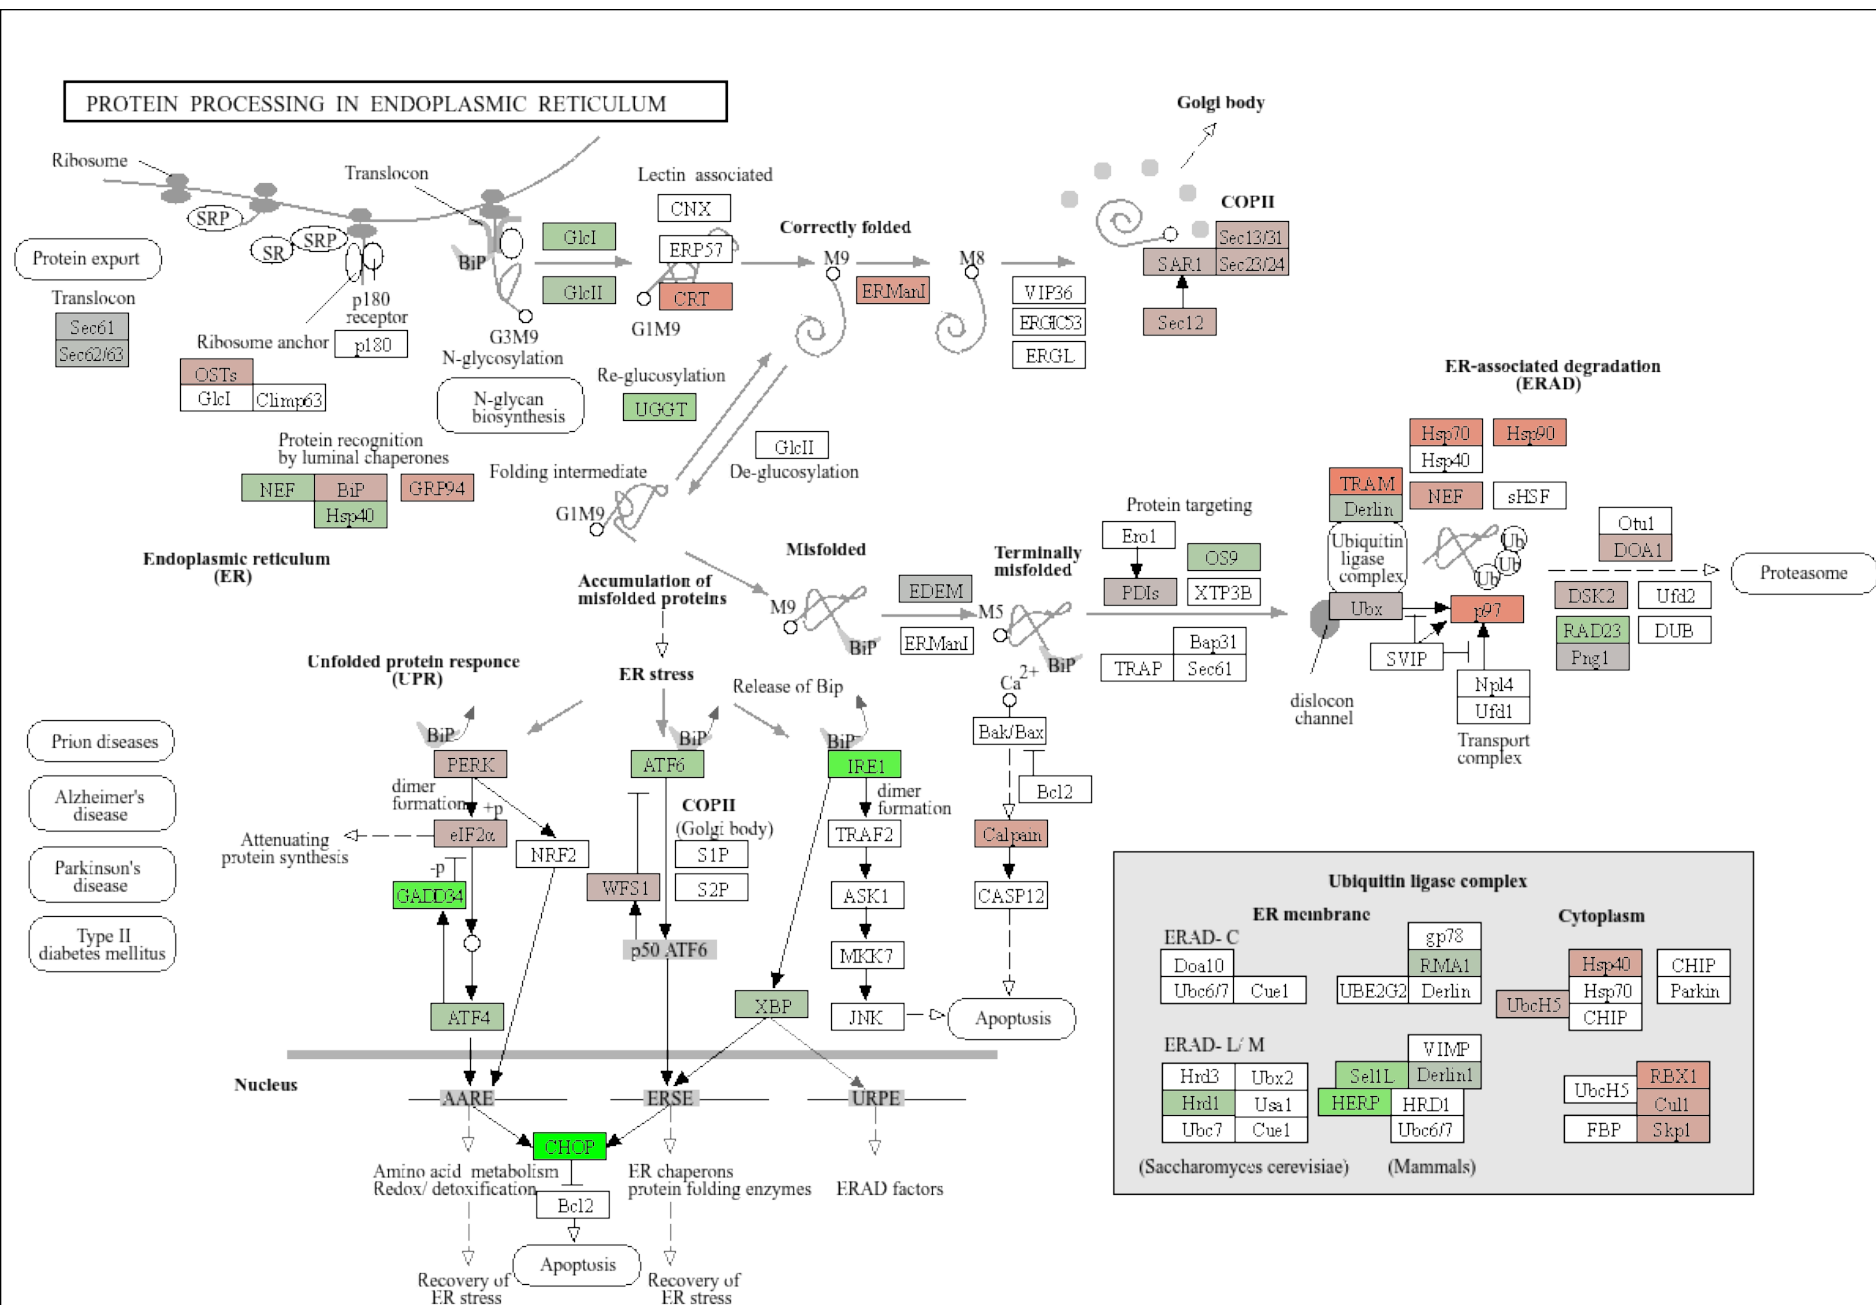 PROTEIN PROCESSING IN ENDOPLASMIC RETICULUM
Golgi body
Ribosome
Translocon
Lectin associated
CNX
COPII
SRP
SRP
SR
GlcI
ERP57
Correctly folded
Sec13/31
Protein export
BiP
M9
M8
SAR1
Sec23/24
Translocon
GlcII
CRT
ERManI
VIP36
p180
receptor
G1M9
ERGIC53
Sec12
Sec61
Sec62/63
Ribosome anchor
p180
G3M9
N-glycosylation
ERGL
OSTs
GlcI
Climp63
Re-glucosylation
ER-associated degradation
(ERAD)
N-glycan
biosynthesis
UGGT
Protein recognition
by luminal chaperones
GlcII
De-glucosylation
Hsp70
Hsp90
Hsp40
Folding intermediate
NEF
BiP
GRP94
Hsp40
TRAM
NEF
sHSF
Derlin
G1M9
Protein targeting
Ero1
Otu1
DOA1
Endoplasmic reticulum
(ER)
Misfolded
Terminally
misfolded
OS9
Ubiquitin
ligase
complex
Ub
Ub
Ub
Proteasome
Accumulation of
misfolded proteins
EDEM
PDIs
XTP3B
DSK2
Ufd2
M9
M5
Ubx
p97
ERManI
BiP
RAD23
DUB
Bap31
Png1
Unfolded protein responce
(UPR)
ER stress
Release of Bip
Ca2+
BiP
TRAP
Sec61
SVIP
Npl4
Ufd1
dislocon
channel
Transport
complex
Prion diseases
BiP
BiP
BiP
Bak/Bax
PERK
ATF6
IRE1
Bcl2
Alzheimer's
disease
dimer
formation
+p
COPII
(Golgi body)
dimer
formation
Attenuating
protein synthesis
eIF2α
TRAF2
Calpain
NRF2
S1P
Parkinson's
disease
-p
GADD34
WFS1
S2P
ASK1
CASP12
Ubiquitin ligase complex
ER membrane
Cytoplasm
Type II
diabetes mellitus
p50 ATF6
MKK7
ERAD- C
gp78
Doa10
RMA1
Hsp40
CHIP
Ubc6/7
Cue1
UBE2G2
Derlin
UbcH5
Hsp70
Parkin
CHIP
ATF4
XBP
JNK
Apoptosis
ERAD- L/ M
VIMP
Nucleus
Hrd3
Ubx2
Sel1L
Derlin1
UbcH5
RBX1
AARE
ERSE
URPE
Hrd1
Usa1
HERP
HRD1
Cul1
Ubc7
Cue1
Ubc6/7
FBP
Skp1
CHOP
(Saccharomyces cerevisiae)
(Mammals)
Amino acid metabolism
Redox/ detoxification
ER chaperons
protein folding enzymes
ERAD factors
Bcl2
Apoptosis
Recovery of
ER stress
Recovery of
ER stress